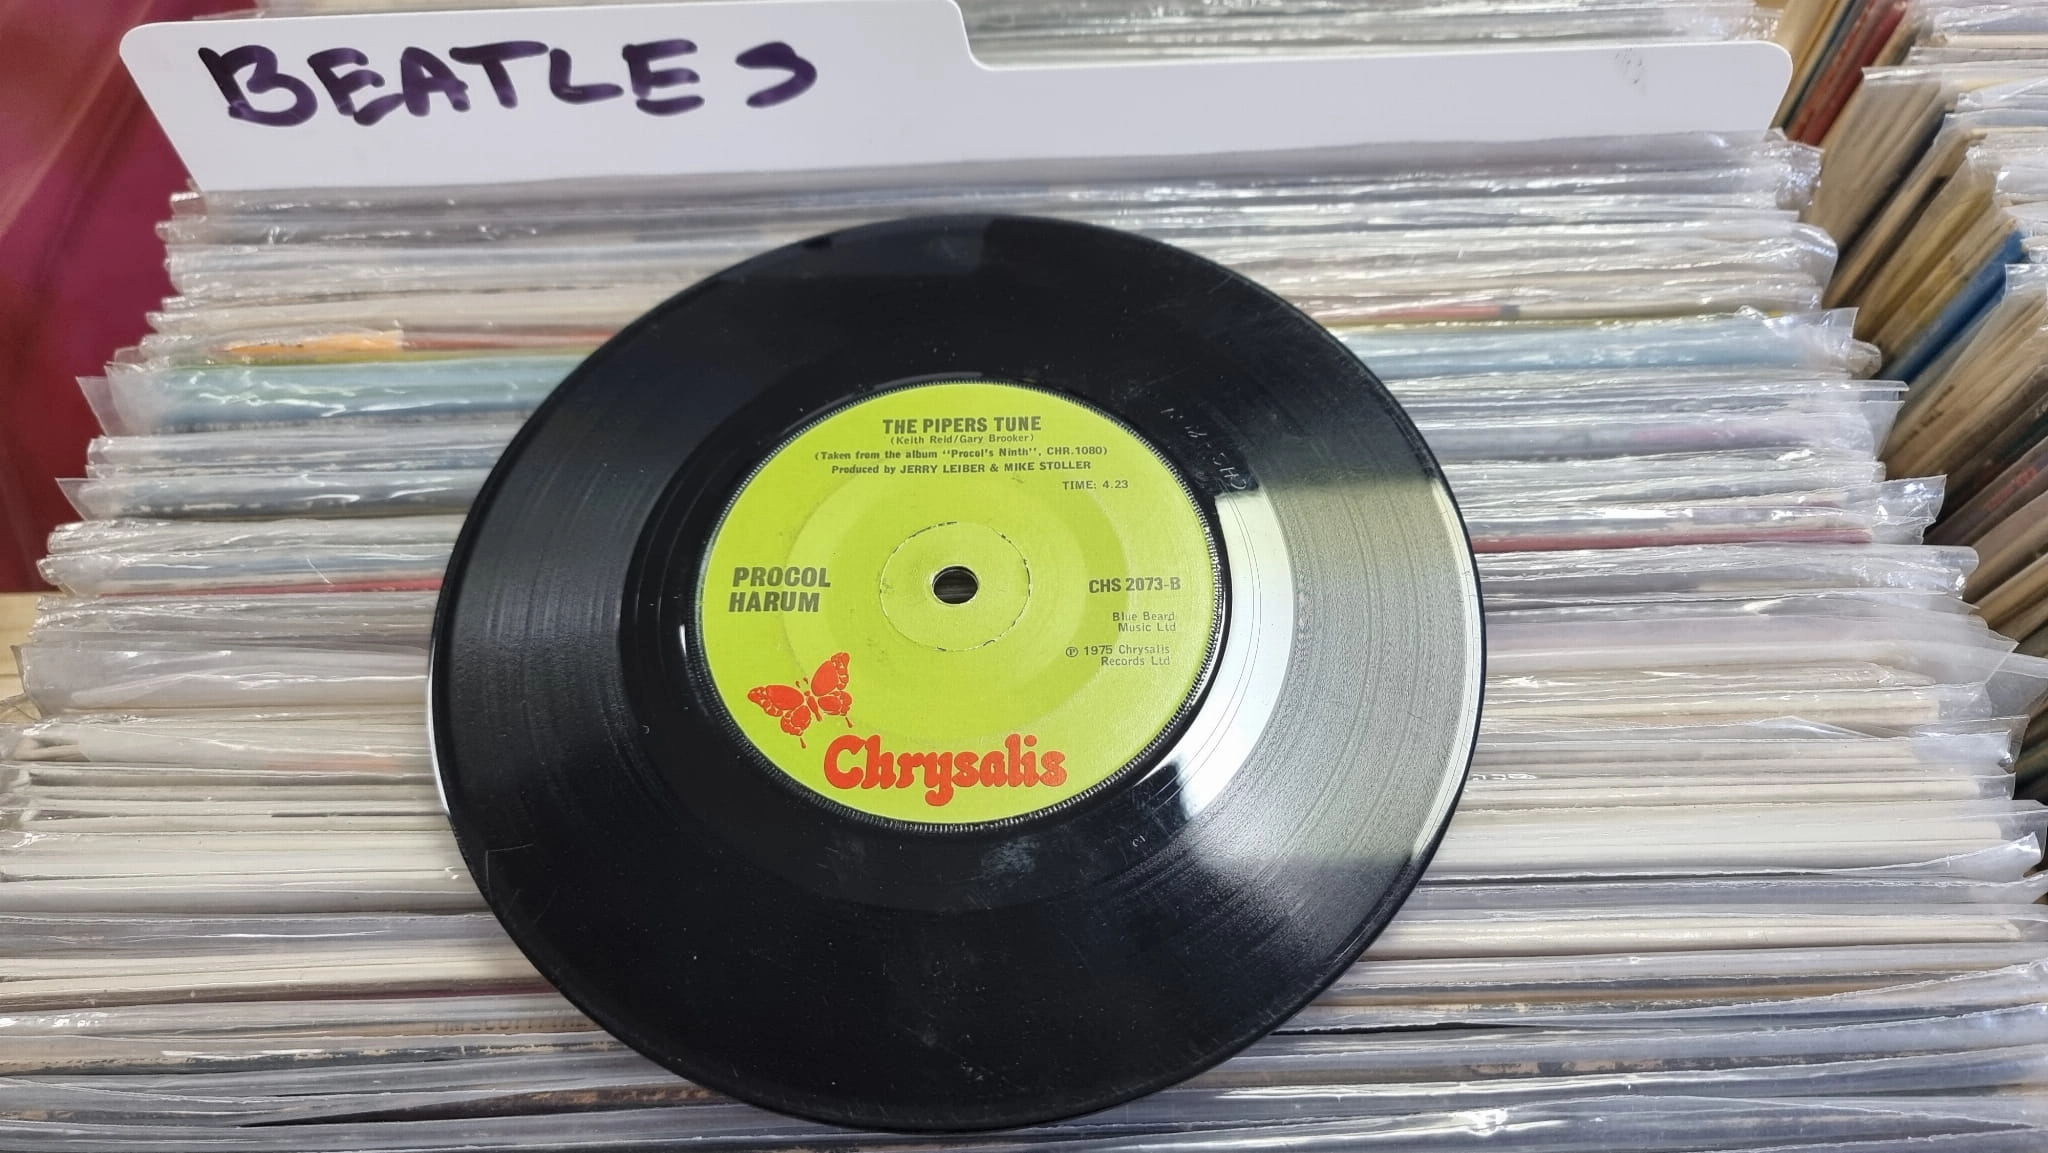 BEATLES
THE PIPERS TUNE
(Keith Reid/Gary Brooker)
(Taken from the album "Procol's Ninth", CHR.1080)
Produced by JERRY LEIBER & MIKE STOLLER
TIME: 4.23
PROCOL
HARUM
CHS 2073-B
Blue Beard
Music Ltd
℗ 1975 Chrysalis
Records Ltd
Chrysalis